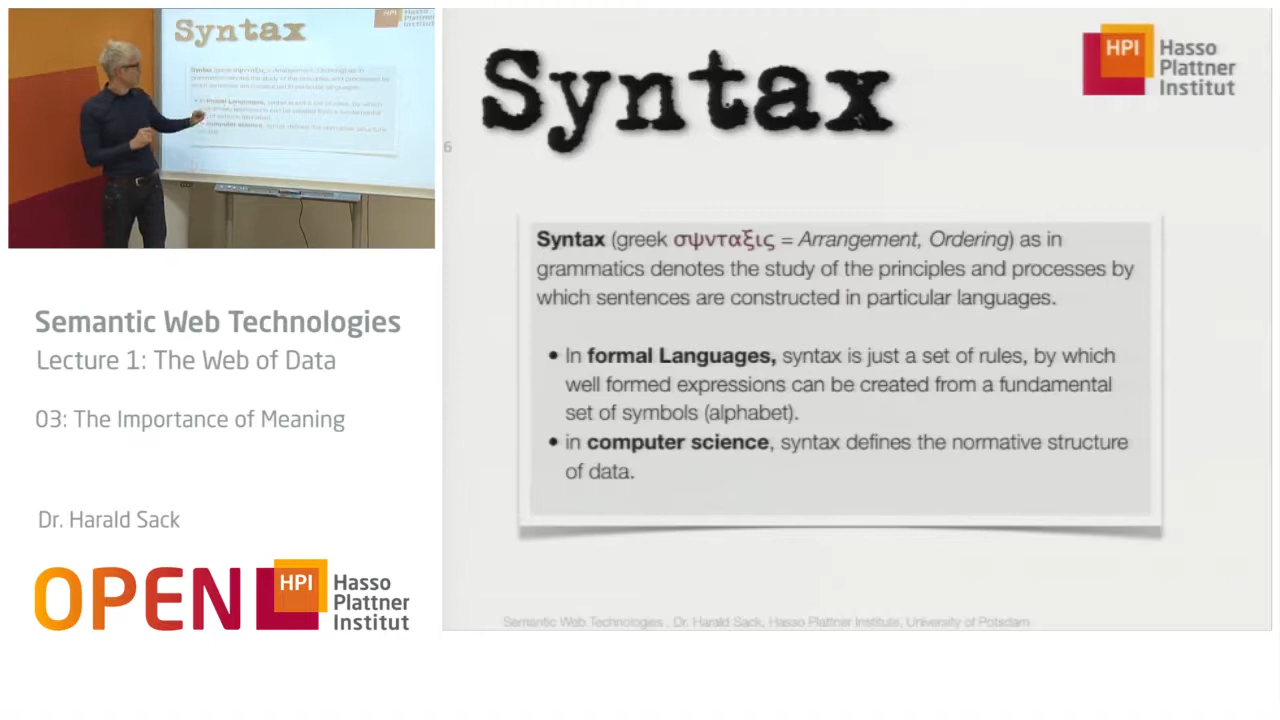 Syntax
HPI
Hasso
Plattner
Institut
Syntax
HPI Hasso
Plattner
Institut
6
Syntax (greek σψνταξις = Arrangement, Ordering) as in
grammatics denotes the study of the principles and processes by
which sentences are constructed in particular languages.
• In formal Languages, syntax is just a set of rules, by which
well formed expressions can be created from a fundamental
set of symbols (alphabet).
• in computer science, syntax defines the normative structure
of data.
Semantic Web Technologies , Dr. Harald Sack, Hasso Plattner Institute, University of Potsdam
Semantic Web Technologies
Lecture 1: The Web of Data
03: The Importance of Meaning
Dr. Harald Sack
OPEN HPI Hasso
Plattner
Institut